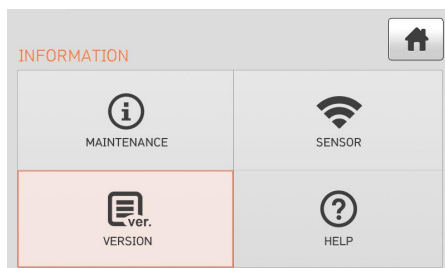 INFORMATION
MAINTENANCE
SENSOR
ver.
VERSION
HELP